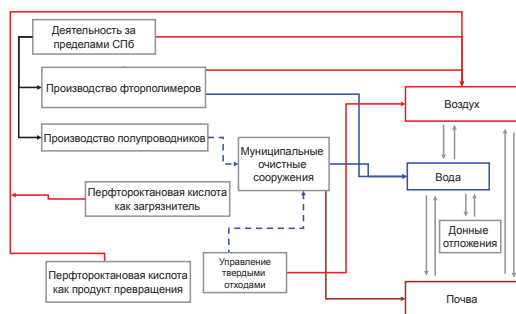 Деятельность за
пределами СПб
Производство фторполимеров
Воздух
Производство полупроводников
Муниципальные
очистные
сооружения
Вода
Перфтороктановая кислота
как загрязнитель
Донные
отложения
Управление
твердыми
отходами
Перфтороктановая кислота
как продукт превращения
Почва